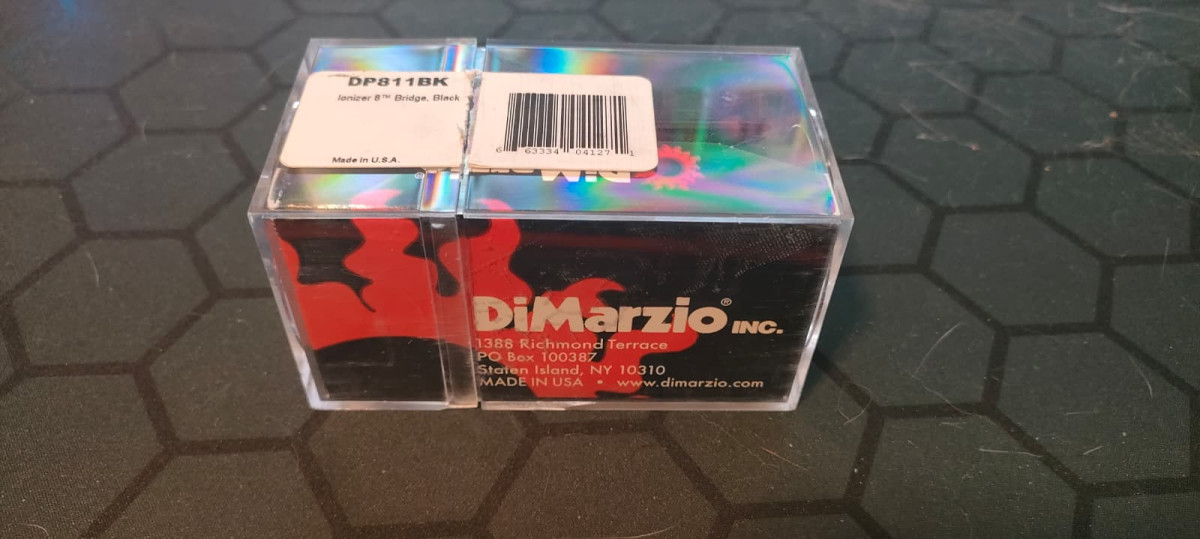 DP811BK
Ionizer 8™ Bridge, Black
Made in U.S.A.
6 63334 04127 1
DiMarzio® INC.
1388 Richmond Terrace
PO Box 100387
Staten Island, NY 10310
MADE IN USA • www.dimarzio.com